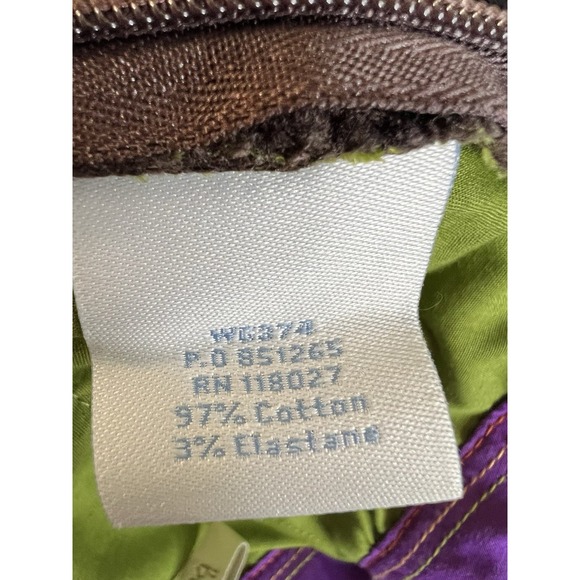 WG374
P.O 851265
RN 118027
97% Cotton
3% Elastane